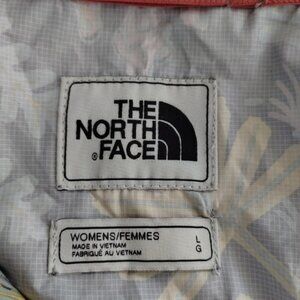 THE
NORTH
®FACE
WOMENS/FEMMES
MADE IN VIETNAM
FABRIQUÉ AU VIETNAM
L
G